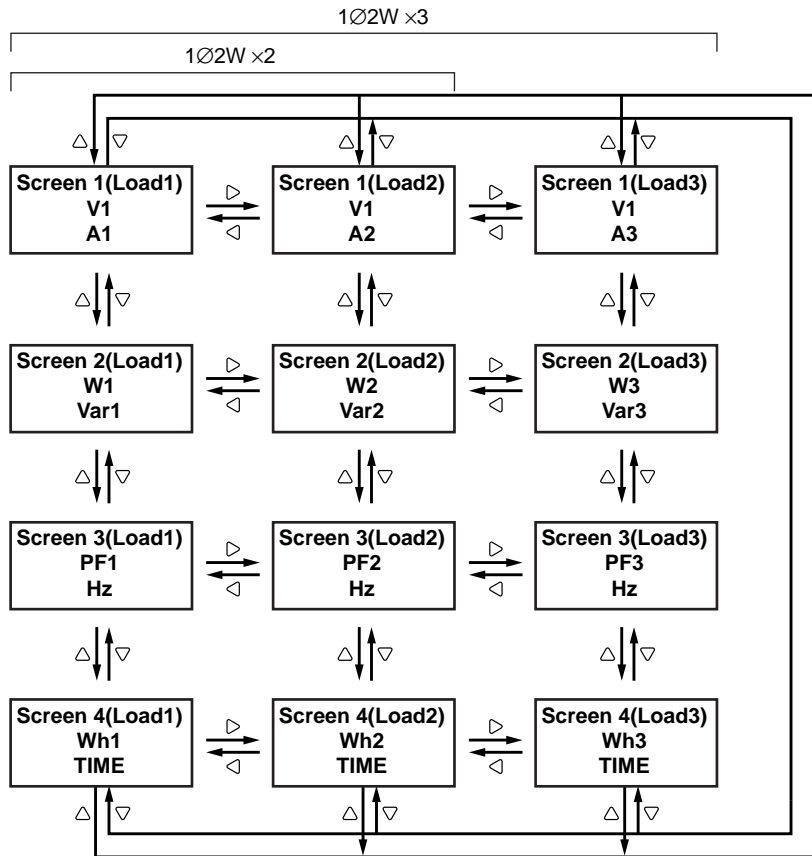 1∅2W ×3
1∅2W ×2
Screen 1(Load1)
V1
A1
Screen 1(Load2)
V1
A2
Screen 1(Load3)
V1
A3
Screen 2(Load1)
W1
Var1
Screen 2(Load2)
W2
Var2
Screen 2(Load3)
W3
Var3
Screen 3(Load1)
PF1
Hz
Screen 3(Load2)
PF2
Hz
Screen 3(Load3)
PF3
Hz
Screen 4(Load1)
Wh1
TIME
Screen 4(Load2)
Wh2
TIME
Screen 4(Load3)
Wh3
TIME